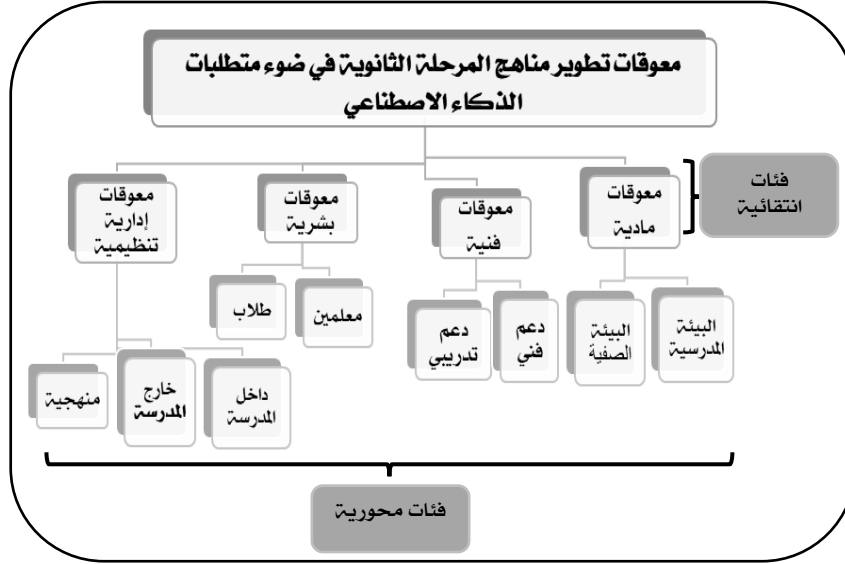 معوقات تطوير مناهج المرحلة الثانوية في ضوء متطلبات
الذكاء الاصطناعي
فئات
انتقائية
معوقات
مادية
معوقات
فنية
معوقات
بشرية
معوقات
إدارية
تنظيمية
البيئة
المدرسية
البيئة
الصفية
دعم
فني
دعم
تدريبي
معلمين
طلاب
داخل
المدرسة
خارج
المدرسة
منهجية
فئات محورية